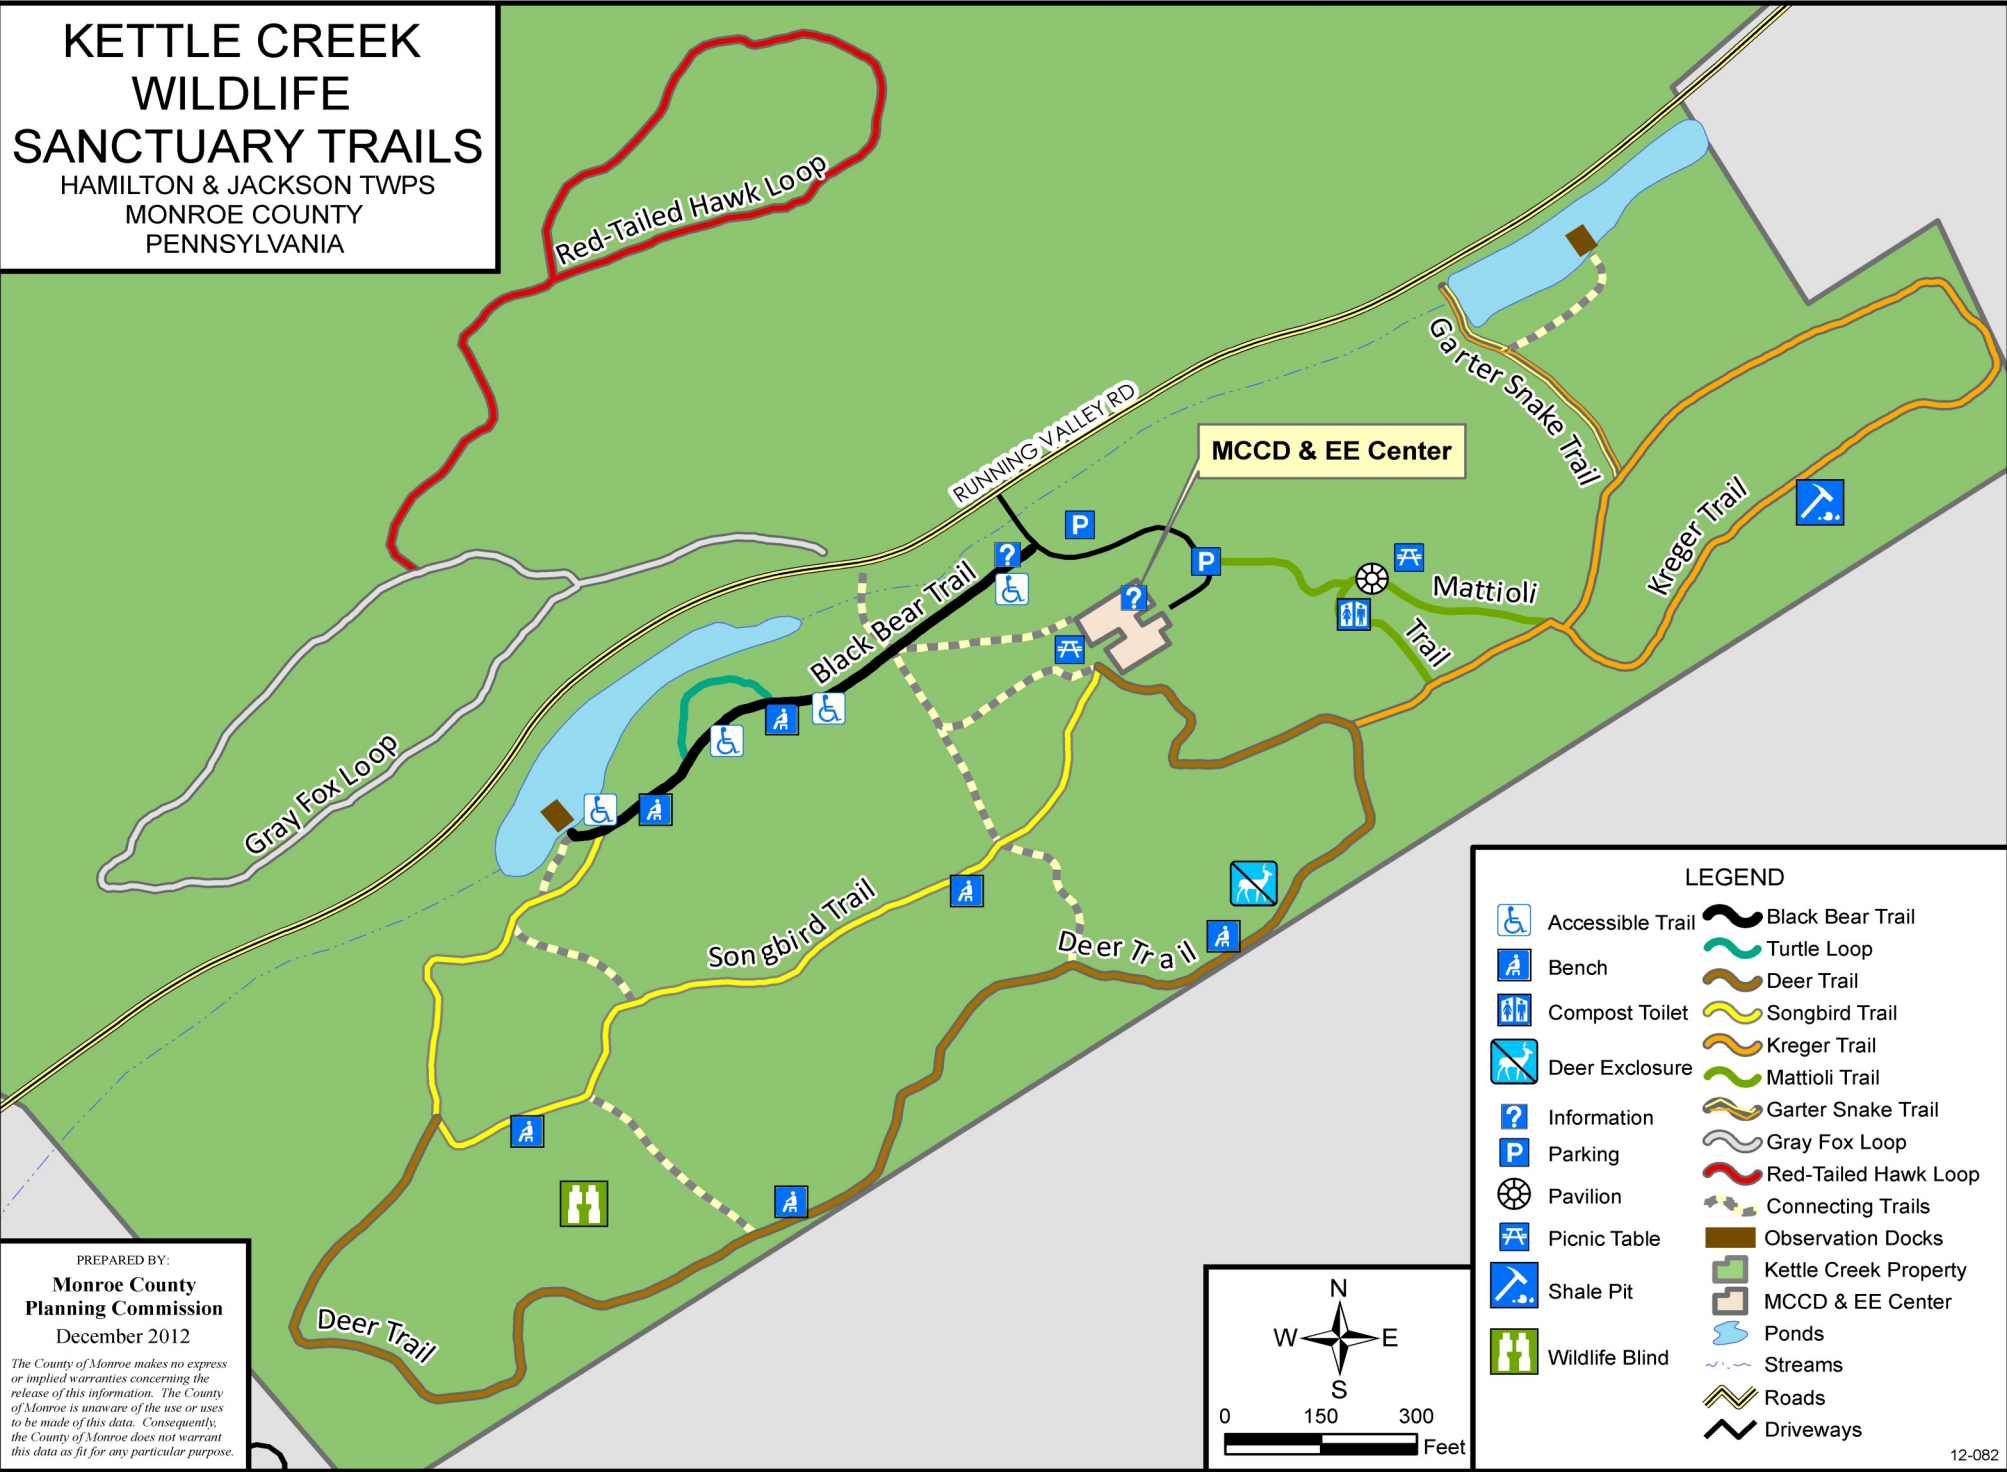 KETTLE CREEK
WILDLIFE
SANCTUARY TRAILS
HAMILTON & JACKSON TWPS
MONROE COUNTY
PENNSYLVANIA
Red-Tailed Hawk Loop
Garter Snake Trail
RUNNING VALLEY RD
MCCD & EE Center
P
?
P
Kreger Trail
Black Bear Trail
?
Mattioli
Trail
Gray Fox Loop
Songbird Trail
Deer Trail
Deer Trail
LEGEND
Accessible Trail
Bench
Compost Toilet
Deer Exclosure
? Information
P Parking
Pavilion
Picnic Table
Shale Pit
Wildlife Blind
Black Bear Trail
Turtle Loop
Deer Trail
Songbird Trail
Kreger Trail
Mattioli Trail
Garter Snake Trail
Gray Fox Loop
Red-Tailed Hawk Loop
Connecting Trails
Observation Docks
Kettle Creek Property
MCCD & EE Center
Ponds
Streams
Roads
Driveways
12-082
N
W E
S
0 150 300
Feet
PREPARED BY:
Monroe County
Planning Commission
December 2012
The County of Monroe makes no express
or implied warranties concerning the
release of this information. The County
of Monroe is unaware of the use or uses
to be made of this data. Consequently,
the County of Monroe does not warrant
this data as fit for any particular purpose.